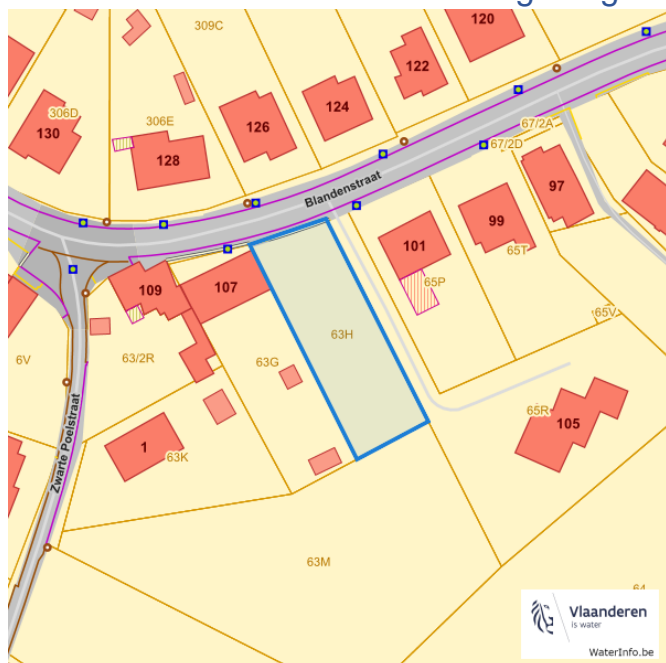 309C
120
122
124
126
306D
130
306E
128
67/2A
67/2D
97
Blandenstraat
99
101
65T
65P
109
107
65V
63H
6V
63/2R
63G
65R
105
Zwarte Poelstraat
1
63K
63M
64
Vlaanderen
is water
WaterInfo.be